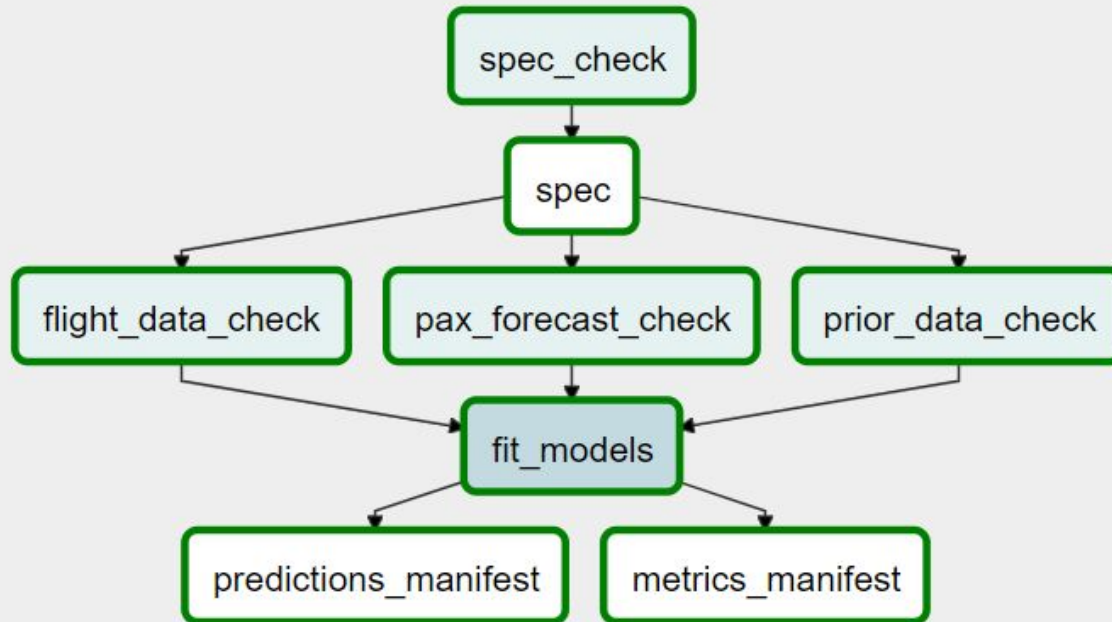 spec_check
spec
flight_data_check
pax_forecast_check
prior_data_check
fit_models
predictions_manifest
metrics_manifest